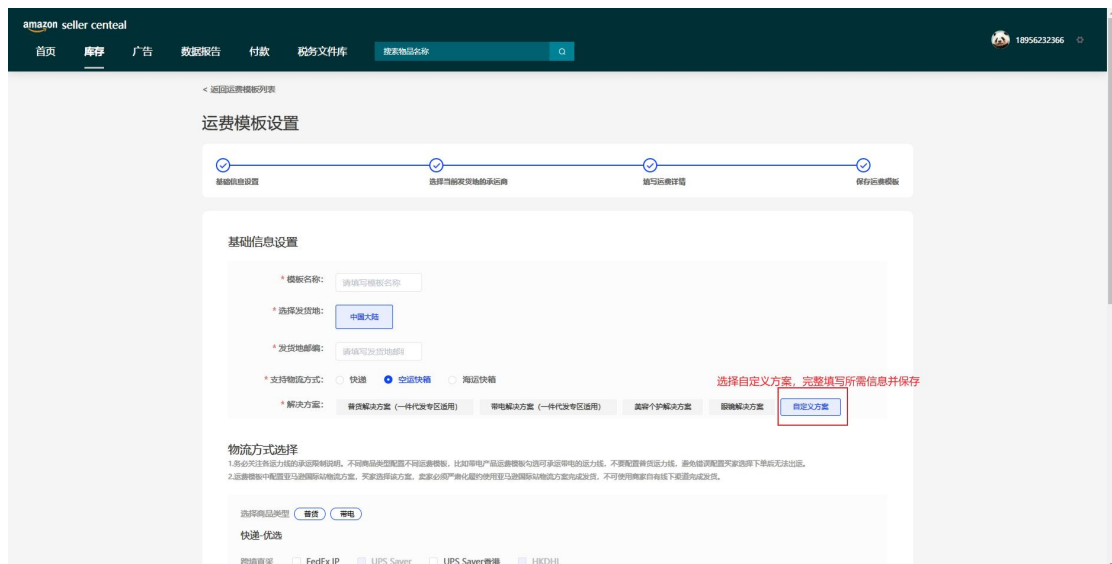 amazon seller centeal
首页 库存 广告 数据报告 付款 税务文件库 搜索物品名称 18956232366
< 返回运费模板列表
运费模板设置
基础信息设置 选择当前发货地的承运商 填写运费详情 保存运费模板
基础信息设置
* 模板名称： 请填写模板名称
* 选择发货地： 中国大陆
* 发货地邮编： 请填写发货地邮
* 支持物流方式： 快递 空运快箱 海运快箱
选择自定义方案，完整填写所需信息并保存
* 解决方案： 普货解决方案（一件代发专区适用） 带电解决方案（一件代发专区适用） 美容个护解决方案 眼镜解决方案 自定义方案
物流方式选择
1.务必关注各运力线的承运限制说明。不同商品类型配置不同运费模板，比如带电产品运费模板勾选可承运带电的运力线，不要配置普货运力线，避免错误配置买家选择下单后无法出运。
2.运费模板中配置亚马逊国际站物流方案，买家选择该方案，卖家必须严肃化履约使用亚马逊国际站物流方案完成发货，不可使用商家自有线下渠道完成发货。
选择商品类型 普货 带电
快递-优选
跨境直采 FedEx IP UPS Saver UPS Saver香港 HKDHL